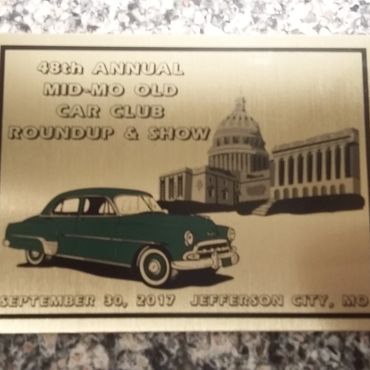 48th ANNUAL
MID-MO OLD
CAR CLUB
ROUNDUP & SHOW
SEPTEMBER 30, 2017 JEFFERSON CITY, MO